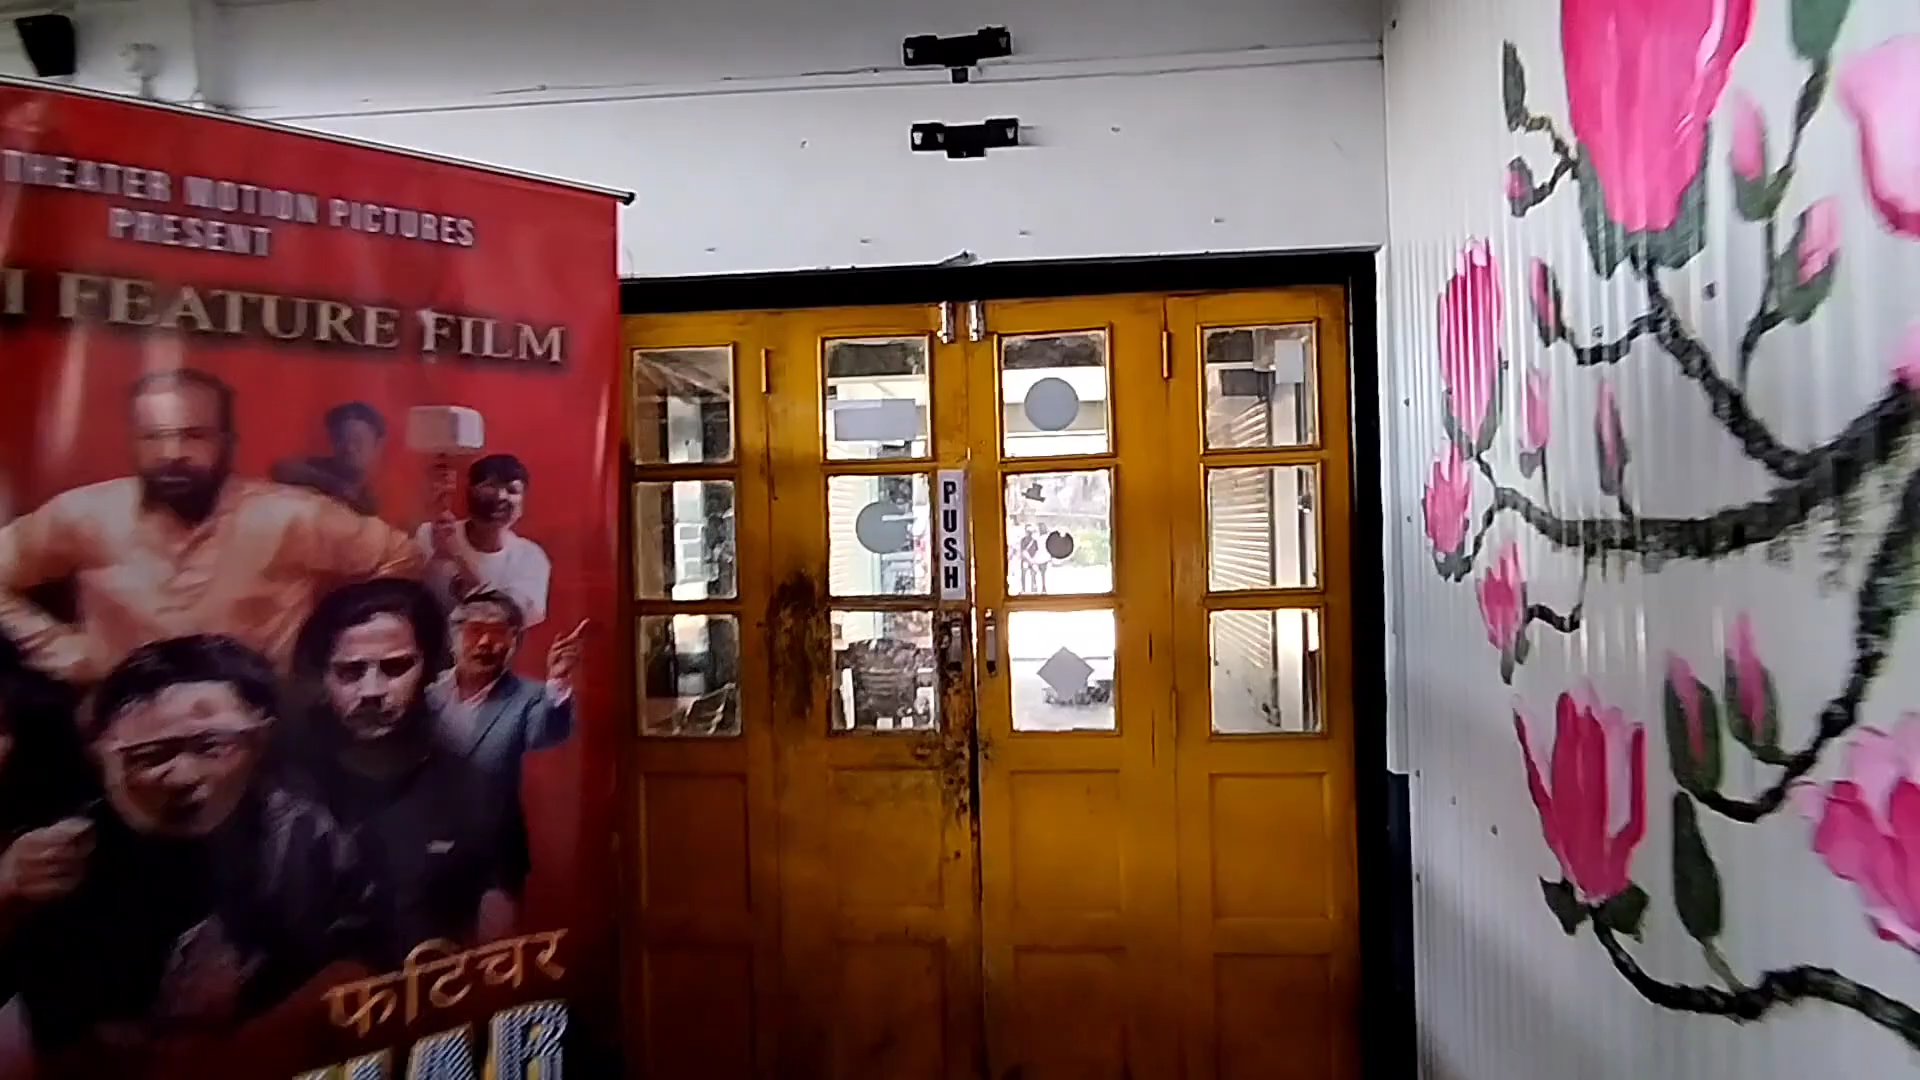 THEATER MOTION PICTURES
PRESENT
FEATURE FILM
फटिचर
PUSH